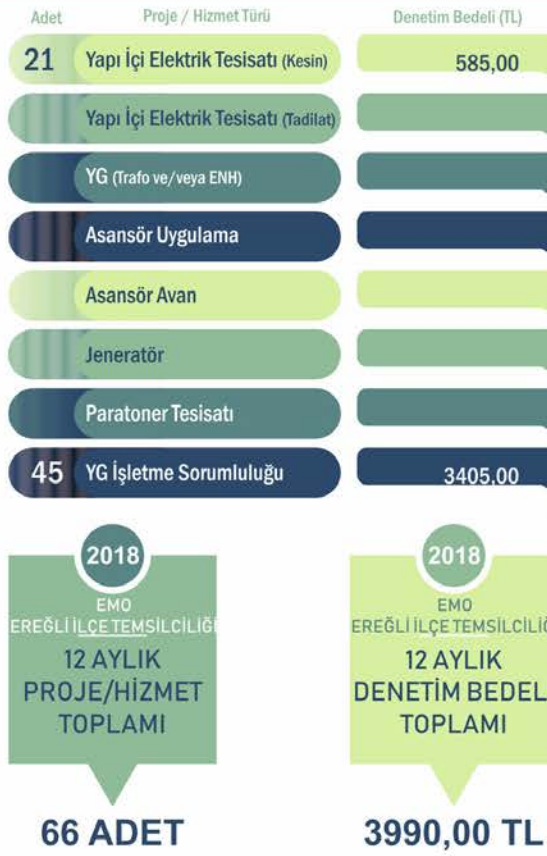 Adet Proje / Hizmet Türü Denetim Bedeli (TL)
21 Yapı İçi Elektrik Tesisatı (Kesin) 585,00
Yapı İçi Elektrik Tesisatı (Tadilat)
YG (Trafo ve/veya ENH)
Asansör Uygulama
Asansör Avan
Jeneratör
Paratoner Tesisatı
45 YG İşletme Sorumluluğu 3405,00
2018
EMO
EREĞLİ İLÇE TEMSİLCİLİĞİ
12 AYLIK
PROJE/HİZMET
TOPLAMI
66 ADET
2018
EMO
EREĞLİ İLÇE TEMSİLCİLİĞ
12 AYLIK
DENETİM BEDEL
TOPLAMI
3990,00 TL